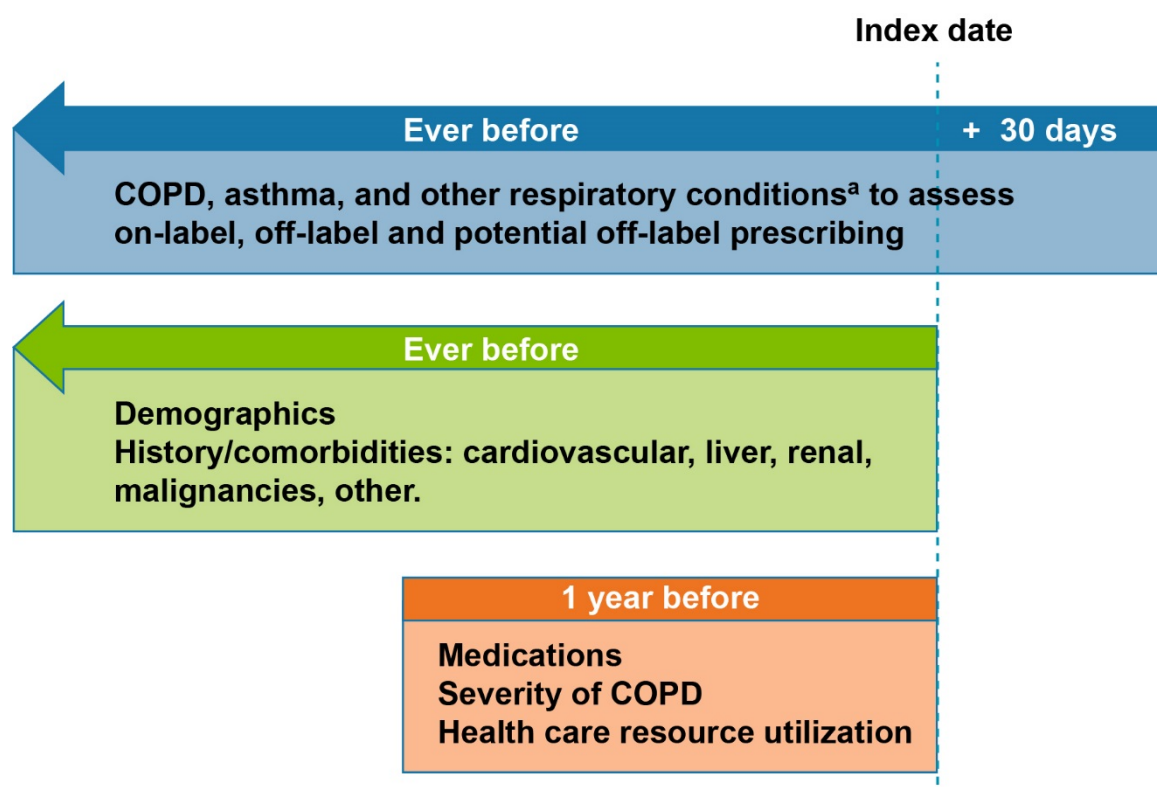 Index date
Ever before + 30 days
COPD, asthma, and other respiratory conditionsᵃ to assess
on-label, off-label and potential off-label prescribing
Ever before
Demographics
History/comorbidities: cardiovascular, liver, renal,
malignancies, other.
1 year before
Medications
Severity of COPD
Health care resource utilization